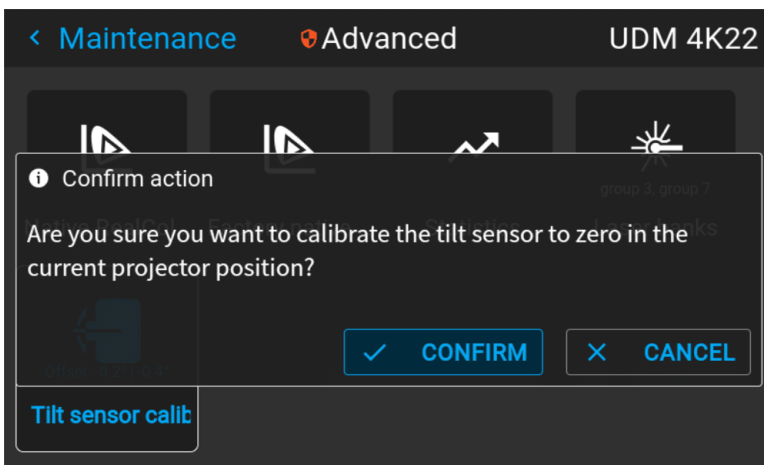 Maintenance
Advanced
UDM 4K22
Confirm action
group 3, group 7
Are you sure you want to calibrate the tilt sensor to zero in the
current projector position?
CONFIRM
CANCEL
Tilt sensor calib